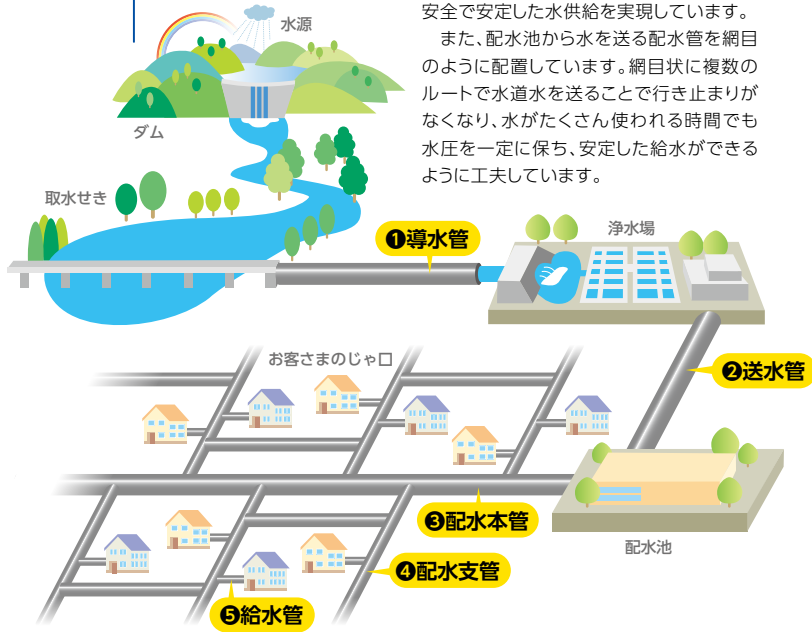 安全で安定した水供給を実現しています。
　また、配水池から水を送る配水管を網目
のように配置しています。網目状に複数の
ルートで水道水を送ることで行き止まりが
なくなり、水がたくさん使われる時間でも
水圧を一定に保ち、安定した給水ができる
ように工夫しています。
水源
ダム
取水せき
❶導水管
浄水場
❷送水管
お客さまのじゃ口
❸配水本管
配水池
❹配水支管
❺給水管